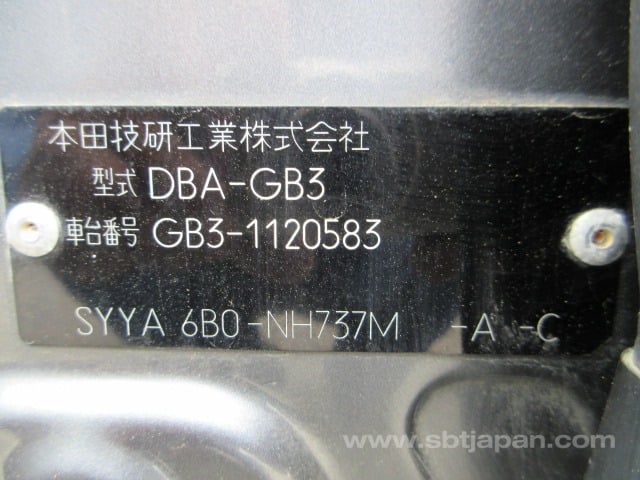 本田技研工業株式会社
型式 DBA-GB3
車台番号 GB3-1120583
SYYA 6B0-NH737M -A -C
www.sbtjapan.com